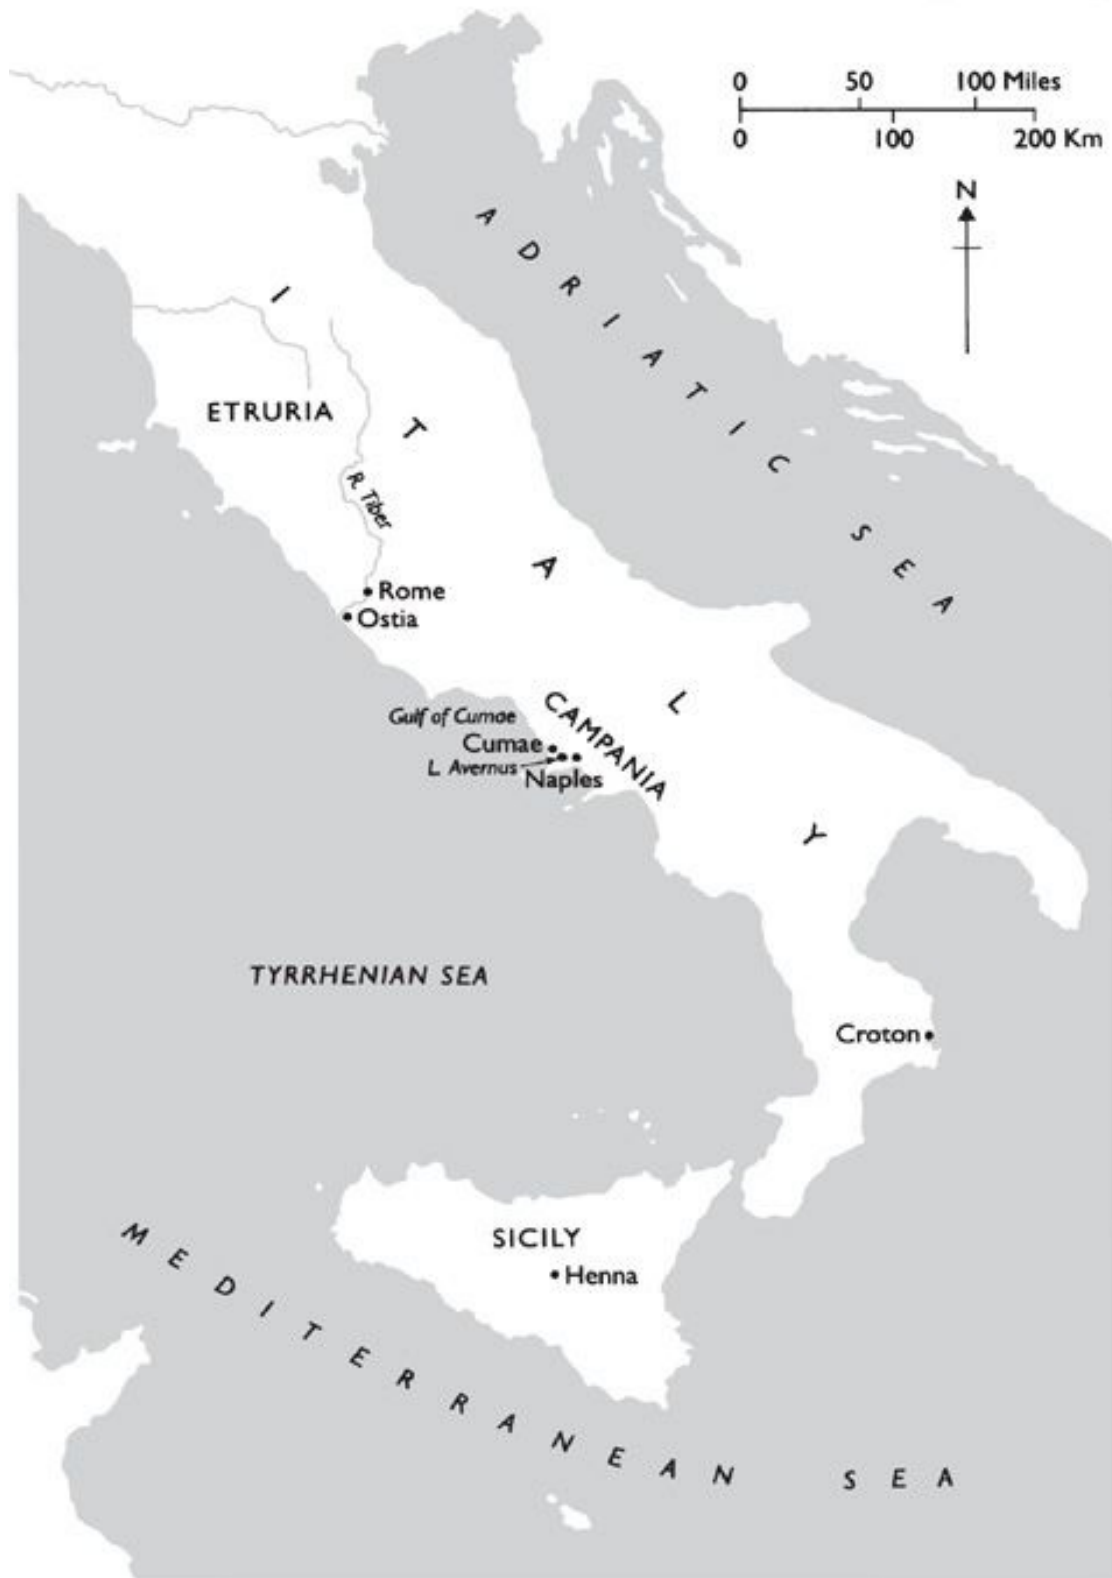 0 50 100 Miles
0 100 200 Km
N
ADRIATIC SEA
ITALY
ETRURIA
R. Tiber
Rome
Ostia
Gulf of Cumae
CAMPANIA
Cumae
L. Avernus
Naples
TYRRHENIAN SEA
Croton
SICILY
Henna
MEDITERRANEAN SEA